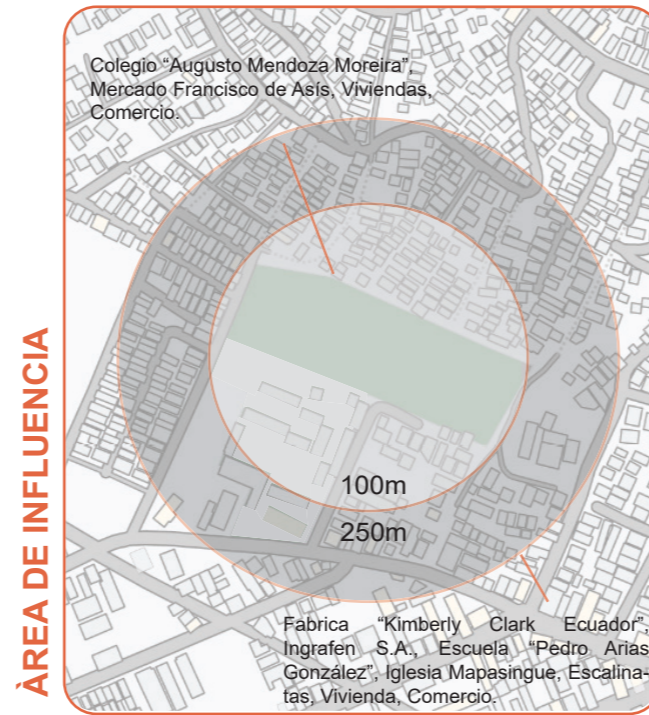 ÀREA DE INFLUENCIA
Colegio “Augusto Mendoza Moreira”,
Mercado Francisco de Asís, Viviendas,
Comercio.
100m
250m
Fabrica “Kimberly Clark Ecuador”,
Ingrafen S.A., Escuela “Pedro Arias
González”, Iglesia Mapasingue, Escalina-
tas, Vivienda, Comercio.